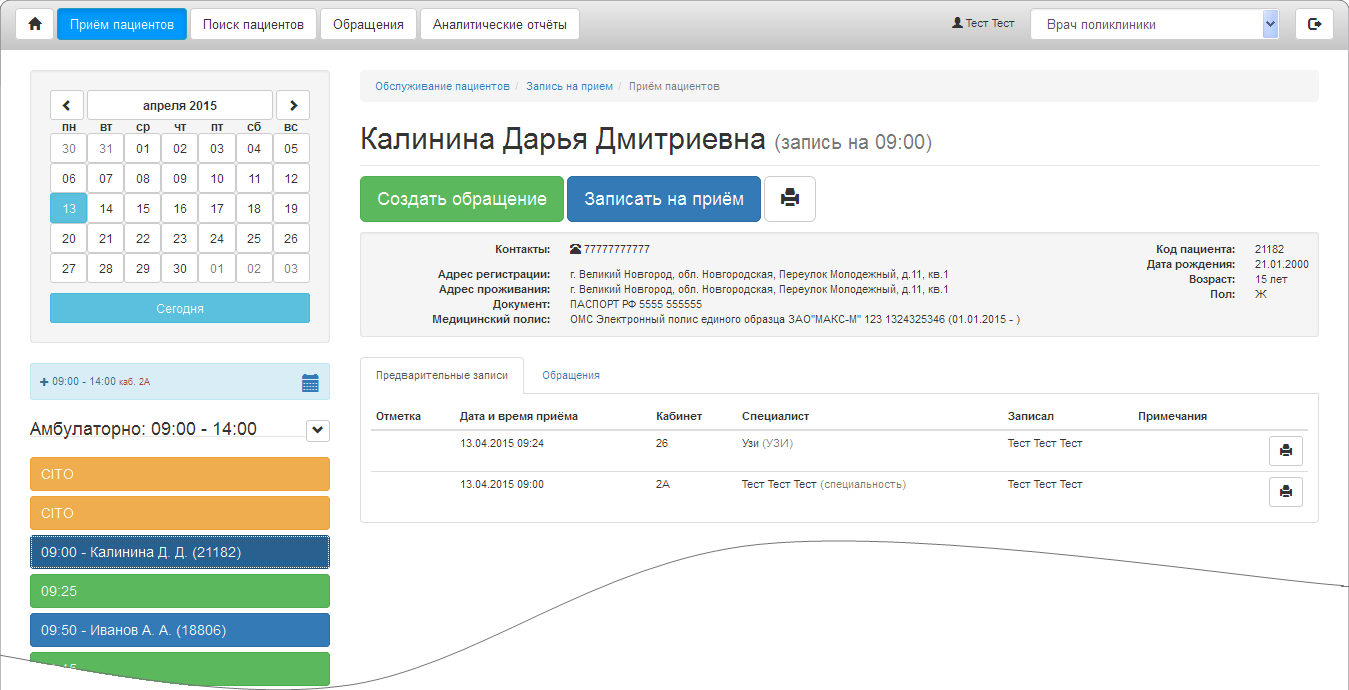 Приём пациентов Поиск пациентов Обращения Аналитические отчёты Тест Тест Врач поликлиники
апреля 2015
пн вт ср чт пт сб вс
30 31 01 02 03 04 05
06 07 08 09 10 11 12
13 14 15 16 17 18 19
20 21 22 23 24 25 26
27 28 29 30 01 02 03
Сегодня
+ 09:00 - 14:00 каб. 2А
Амбулаторно: 09:00 - 14:00
CITO
CITO
09:00 - Калинина Д. Д. (21182)
09:25
09:50 - Иванов А. А. (18806)
Обслуживание пациентов / Запись на прием / Приём пациентов
Калинина Дарья Дмитриевна (запись на 09:00)
Создать обращение Записать на приём
Контакты: 77777777777
Адрес регистрации: г. Великий Новгород, обл. Новгородская, Переулок Молодежный, д.11, кв.1
Адрес проживания: г. Великий Новгород, обл. Новгородская, Переулок Молодежный, д.11, кв.1
Документ: ПАСПОРТ РФ 5555 555555
Медицинский полис: ОМС Электронный полис единого образца ЗАО"МАКС-М" 123 1324325346 (01.01.2015 - )
Код пациента: 21182
Дата рождения: 21.01.2000
Возраст: 15 лет
Пол: Ж
Предварительные записи Обращения
Отметка Дата и время приёма Кабинет Специалист Записал Примечания
13.04.2015 09:24 26 Узи (УЗИ) Тест Тест Тест
13.04.2015 09:00 2А Тест Тест Тест (специальность) Тест Тест Тест